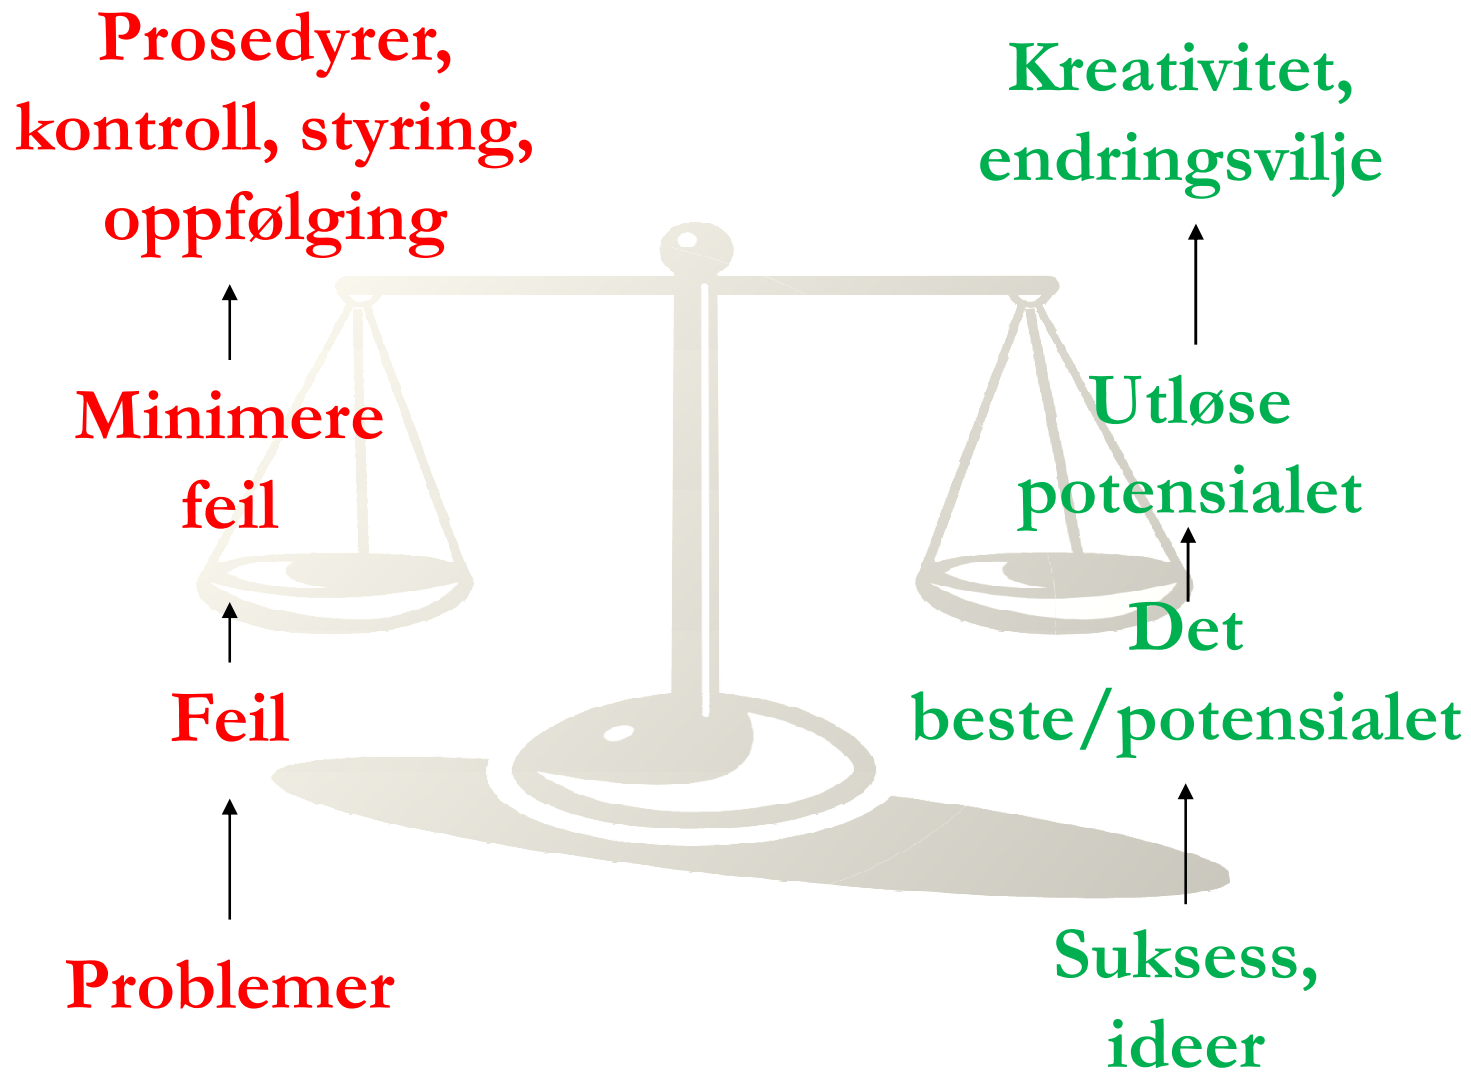 Prosedyrer,
kontroll, styring,
oppfølging
Minimere
feil
Feil
Problemer
Kreativitet,
endringsvilje
Utløse
potensialet
Det
beste/potensialet
Suksess,
ideer